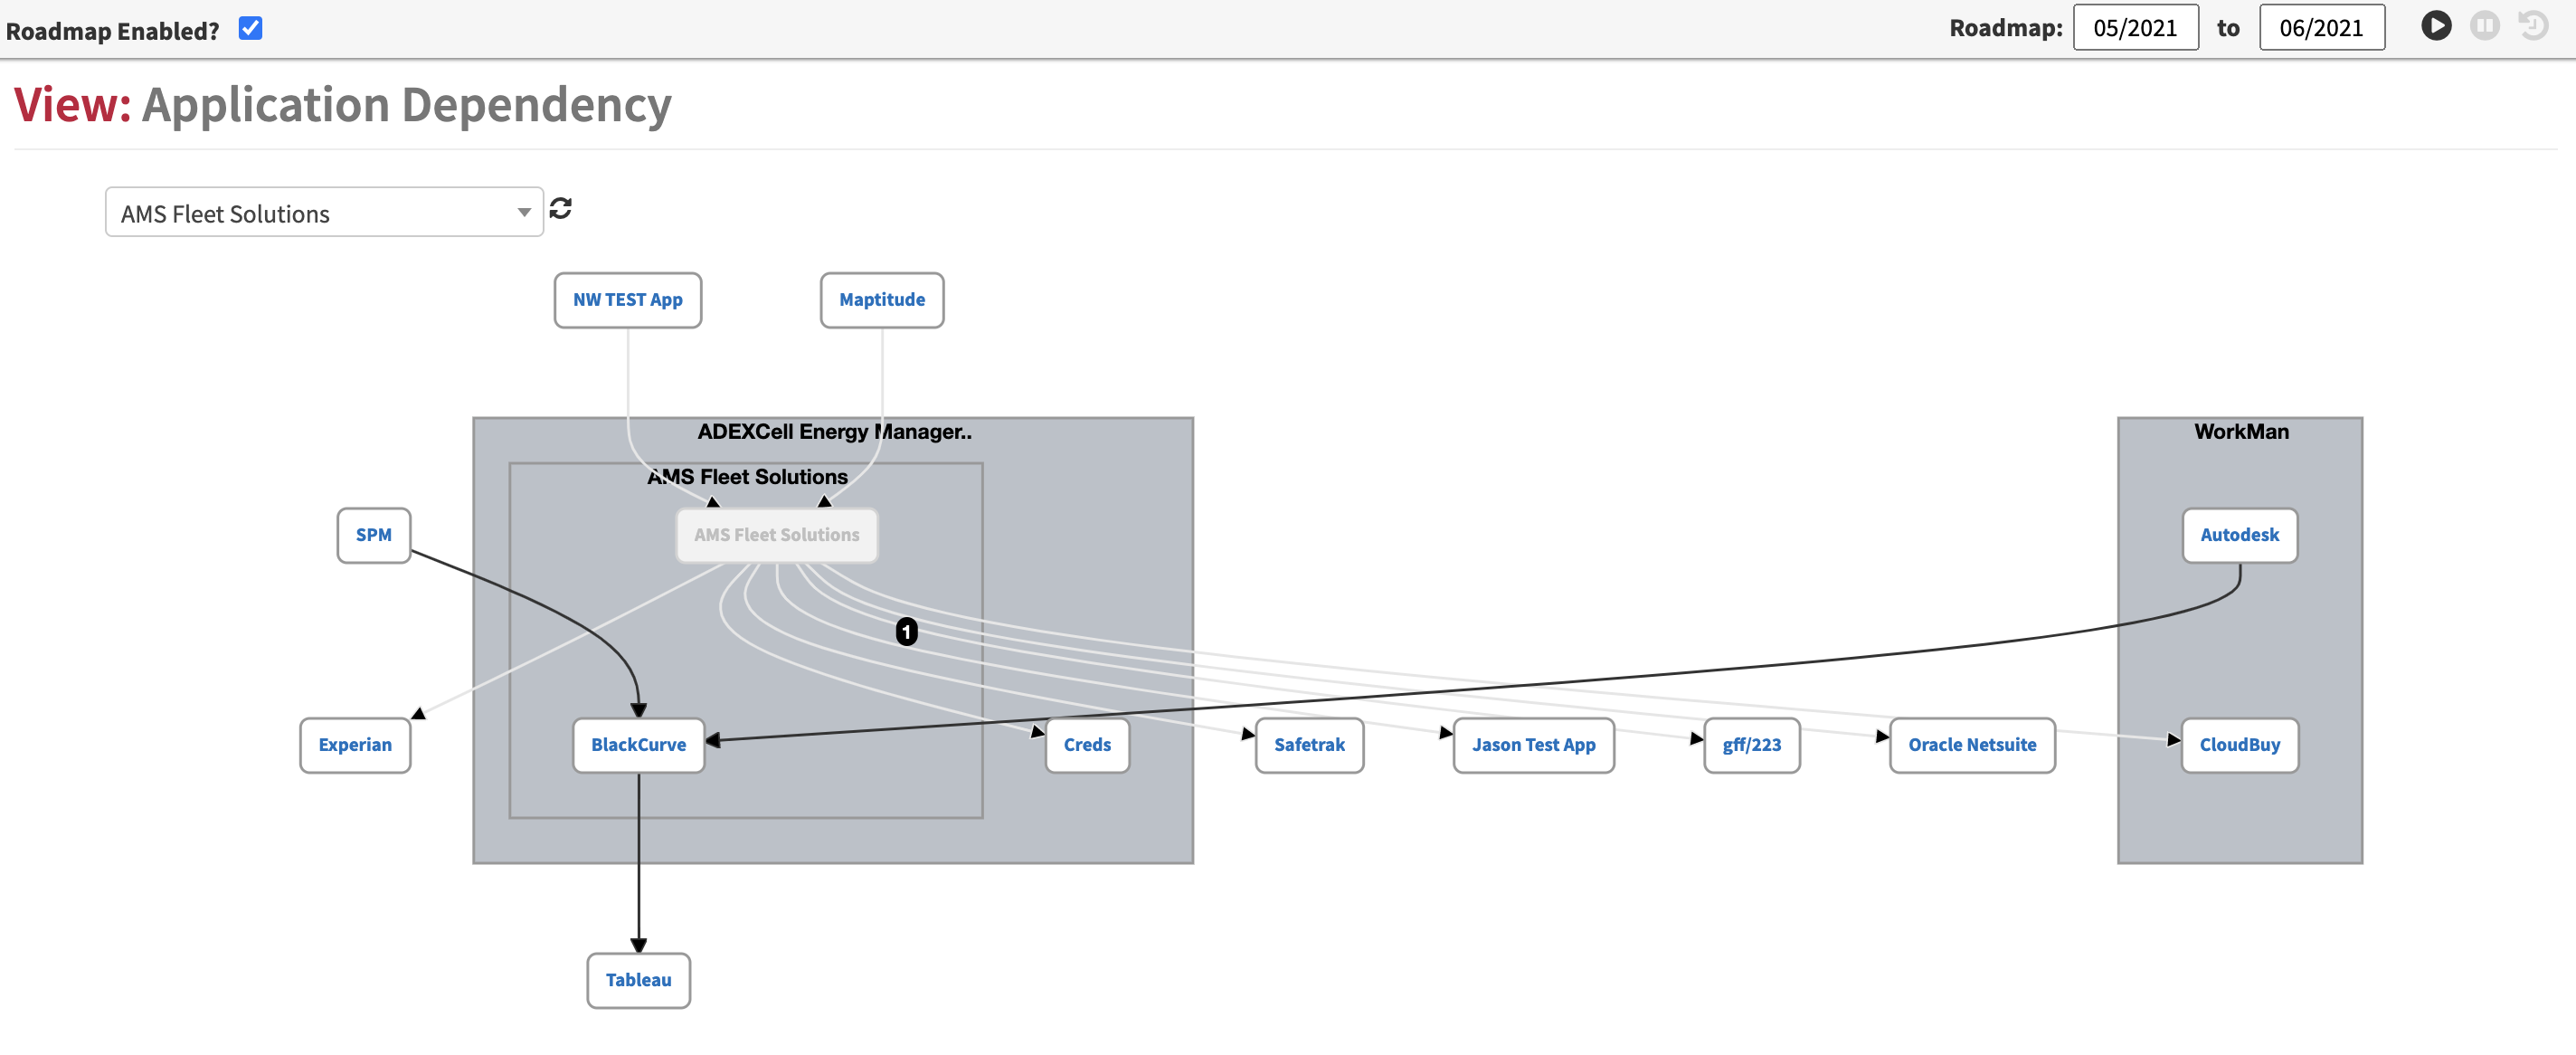 Roadmap Enabled?
Roadmap: 05/2021 to 06/2021
View: Application Dependency
AMS Fleet Solutions
NW TEST App
Maptitude
ADEXCell Energy Manager..
WorkMan
AMS Fleet Solutions
SPM
AMS Fleet Solutions
Autodesk
1
Experian
BlackCurve
Creds
Safetrak
Jason Test App
gff/223
Oracle Netsuite
CloudBuy
Tableau